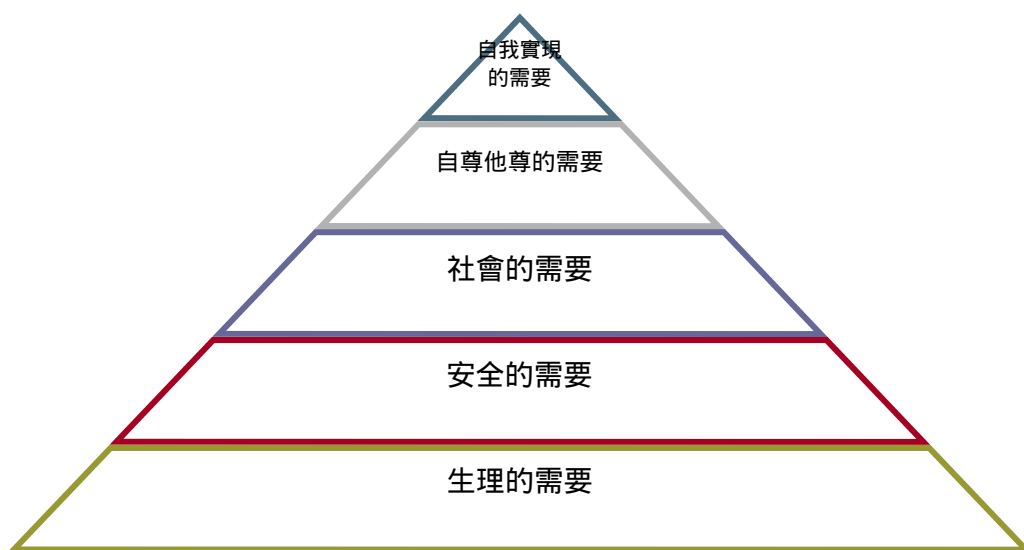 自我實現
的需要
自尊他尊的需要
社會的需要
安全的需要
生理的需要